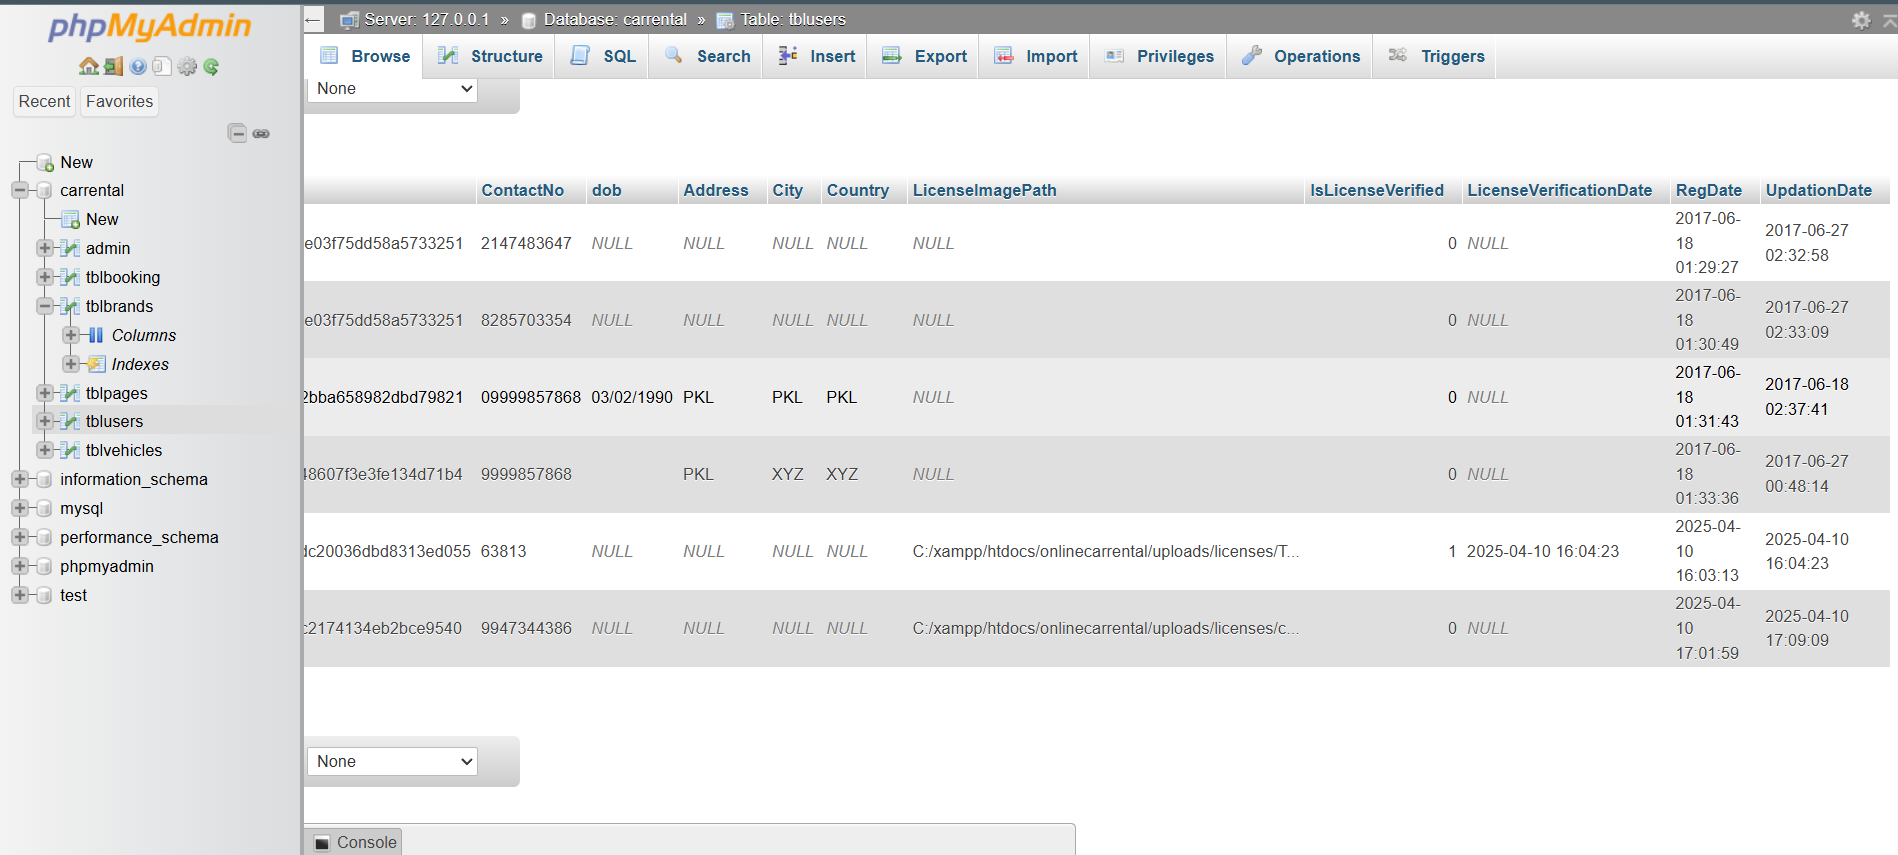 phpMyAdmin
Recent Favorites
New
carrental
New
admin
tblbooking
tblbrands
Columns
Indexes
tblpages
tblusers
tblvehicles
information_schema
mysql
performance_schema
phpmyadmin
test
← Server: 127.0.0.1 » Database: carrental » Table: tblusers
Browse Structure SQL Search Insert Export Import Privileges Operations Triggers
None
ContactNo dob Address City Country LicenseImagePath IsLicenseVerified LicenseVerificationDate RegDate UpdationDate
e03f75dd58a5733251 2147483647 NULL NULL NULL NULL NULL 0 NULL 2017-06-18 01:29:27 2017-06-27 02:32:58
e03f75dd58a5733251 8285703354 NULL NULL NULL NULL NULL 0 NULL 2017-06-18 01:30:49 2017-06-27 02:33:09
2bba658982dbd79821 09999857868 03/02/1990 PKL PKL PKL NULL 0 NULL 2017-06-18 01:31:43 2017-06-18 02:37:41
48607f3e3fe134d71b4 9999857868 PKL XYZ XYZ NULL 0 NULL 2017-06-18 01:33:36 2017-06-27 00:48:14
dc20036dbd8313ed055 63813 NULL NULL NULL NULL C:/xampp/htdocs/onlinecarrental/uploads/licenses/T... 1 2025-04-10 16:04:23 2025-04-10 16:03:13 2025-04-10 16:04:23
c2174134eb2bce9540 9947344386 NULL NULL NULL NULL C:/xampp/htdocs/onlinecarrental/uploads/licenses/c... 0 NULL 2025-04-10 17:01:59 2025-04-10 17:09:09
None
Console